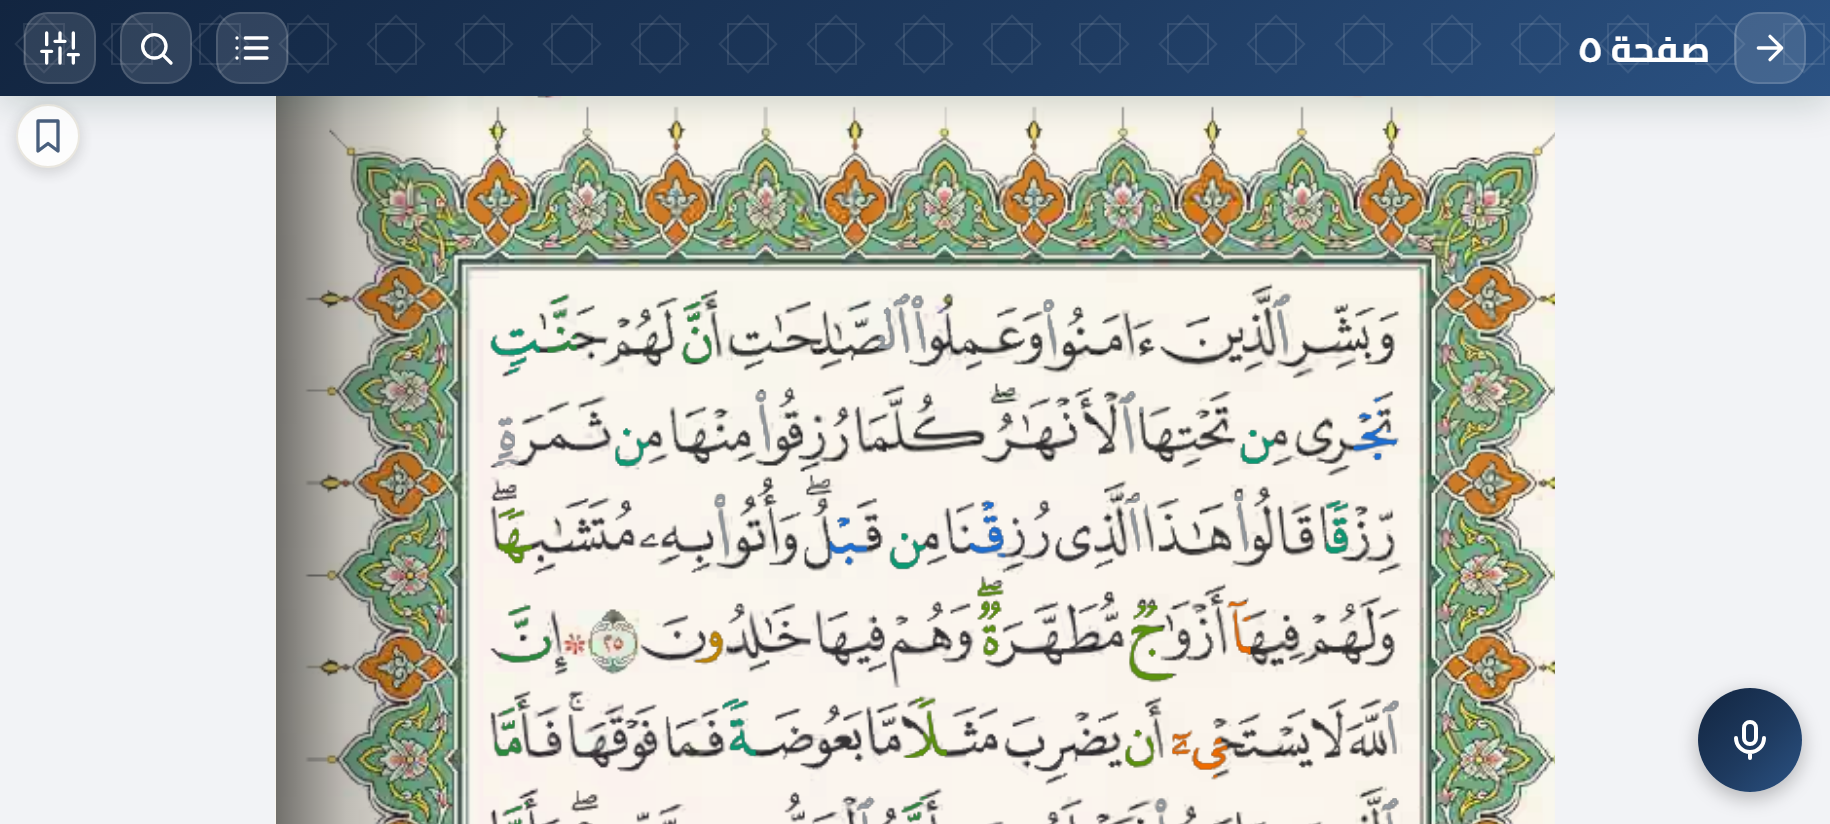 صفحة ٥
وَبَشِّرِ ٱلَّذِينَ ءَامَنُوا۟ وَعَمِلُوا۟ ٱلصَّـٰلِحَـٰتِ أَنَّ لَهُمْ جَنَّـٰتٍ
تَجْرِى مِن تَحْتِهَا ٱلْأَنْهَـٰرُ ۖ كُلَّمَا رُزِقُوا۟ مِنْهَا مِن ثَمَرَةٍ
رِّزْقًا قَالُوا۟ هَـٰذَا ٱلَّذِى رُزِقْنَا مِن قَبْلُ ۖ وَأُتُوا۟ بِهِۦ مُتَشَـٰبِهًا ۖ
وَلَهُمْ فِيهَآ أَزْوَٰجٌ مُّطَهَّرَةٌ ۖ وَهُمْ فِيهَا خَـٰلِدُونَ ٢٥ * إِنَّ
ٱللَّهَ لَا يَسْتَحْىِۦٓ أَن يَضْرِبَ مَثَلًا مَّا بَعُوضَةً فَمَا فَوْقَهَا ۚ فَأَمَّا